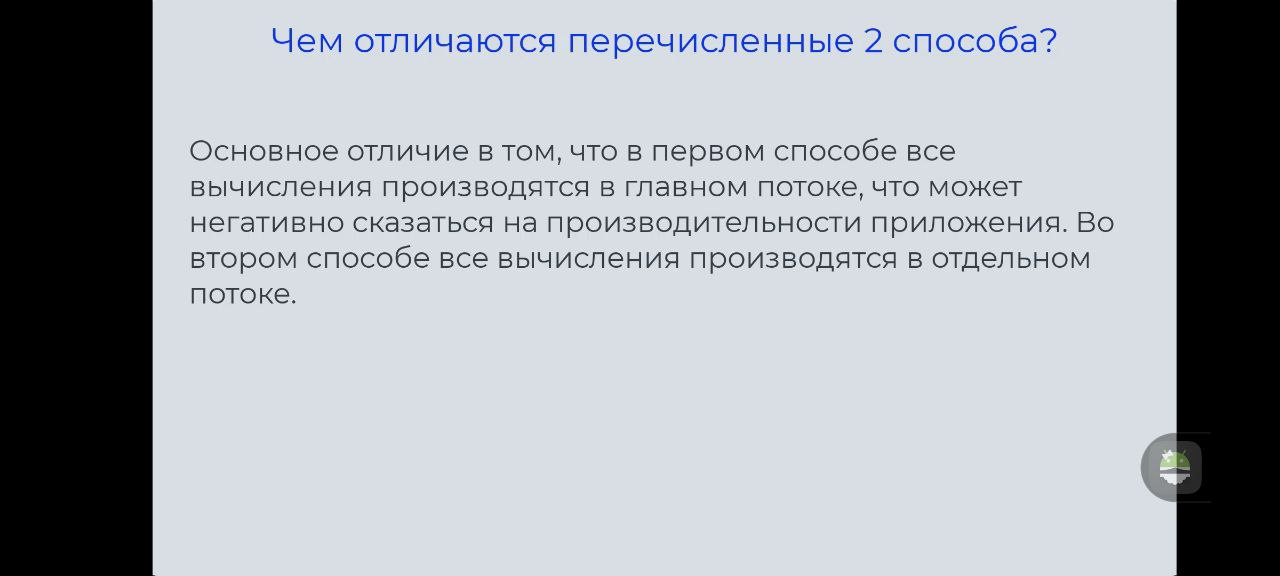 Чем отличаются перечисленные 2 способа?
Основное отличие в том, что в первом способе все
вычисления производятся в главном потоке, что может
негативно сказаться на производительности приложения. Во
втором способе все вычисления производятся в отдельном
потоке.